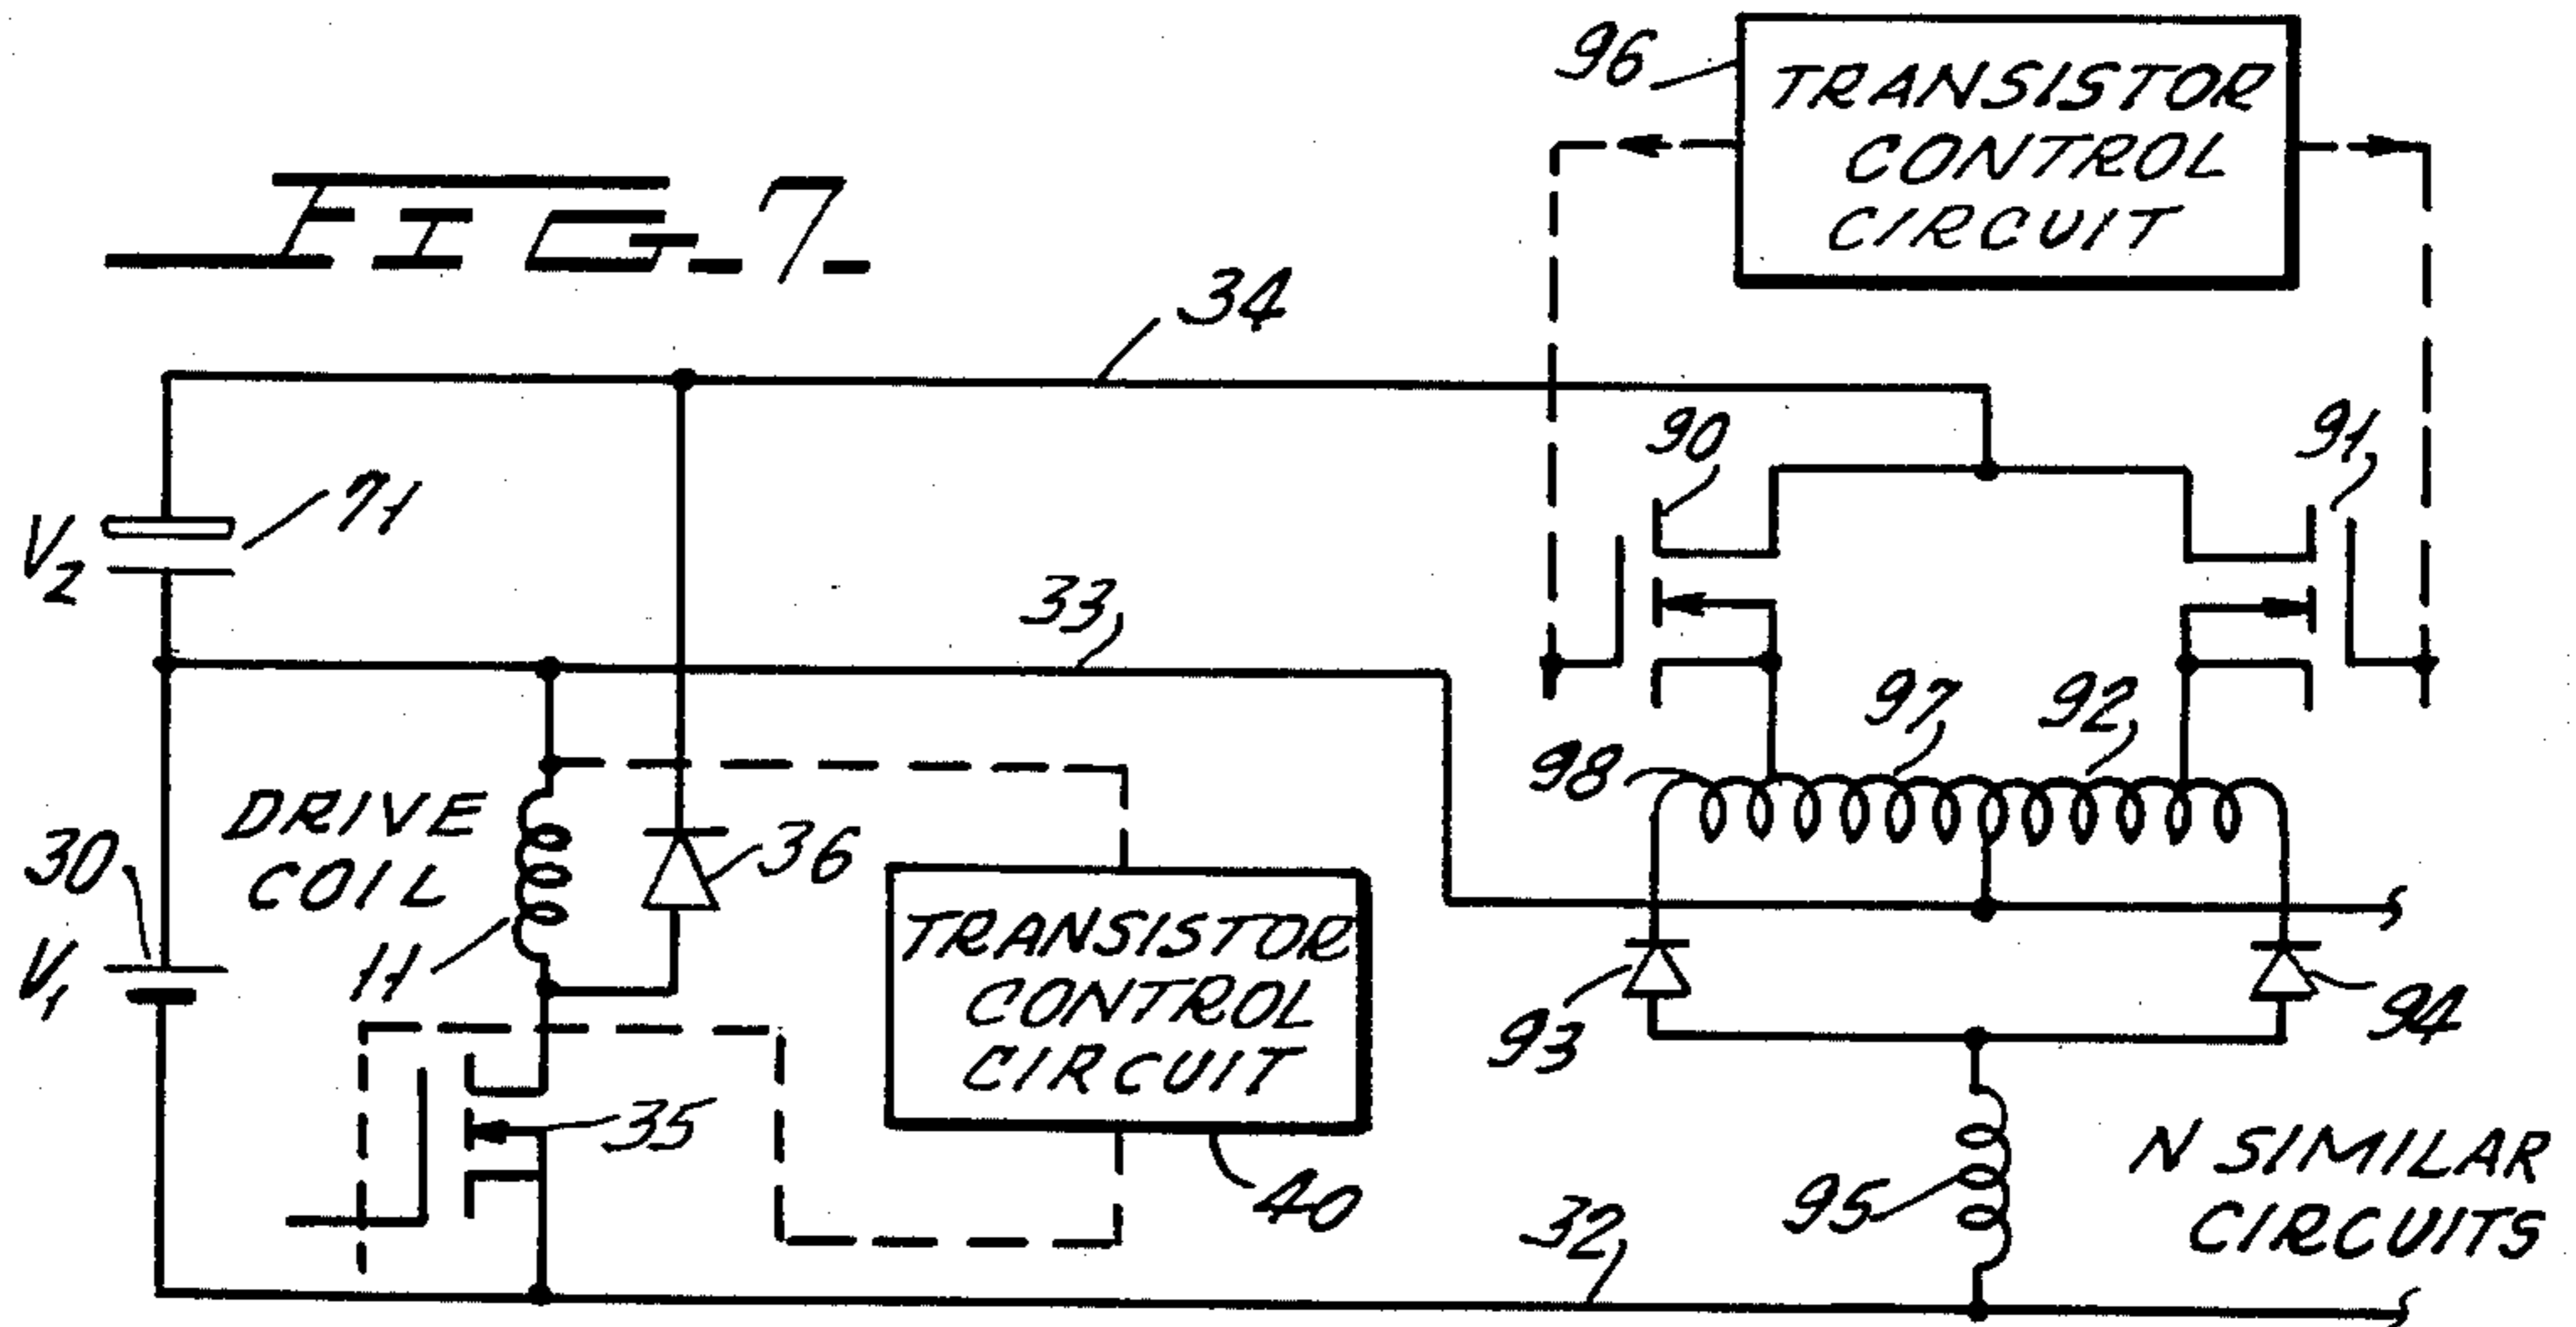 FIG-7-
96
TRANSISTOR
CONTROL
CIRCUIT
34
90
91
71
V2
33
97
92
98
DRIVE
COIL
30
36
11
V1
TRANSISTOR
CONTROL
CIRCUIT
93
94
35
40
95
32
N SIMILAR
CIRCUITS